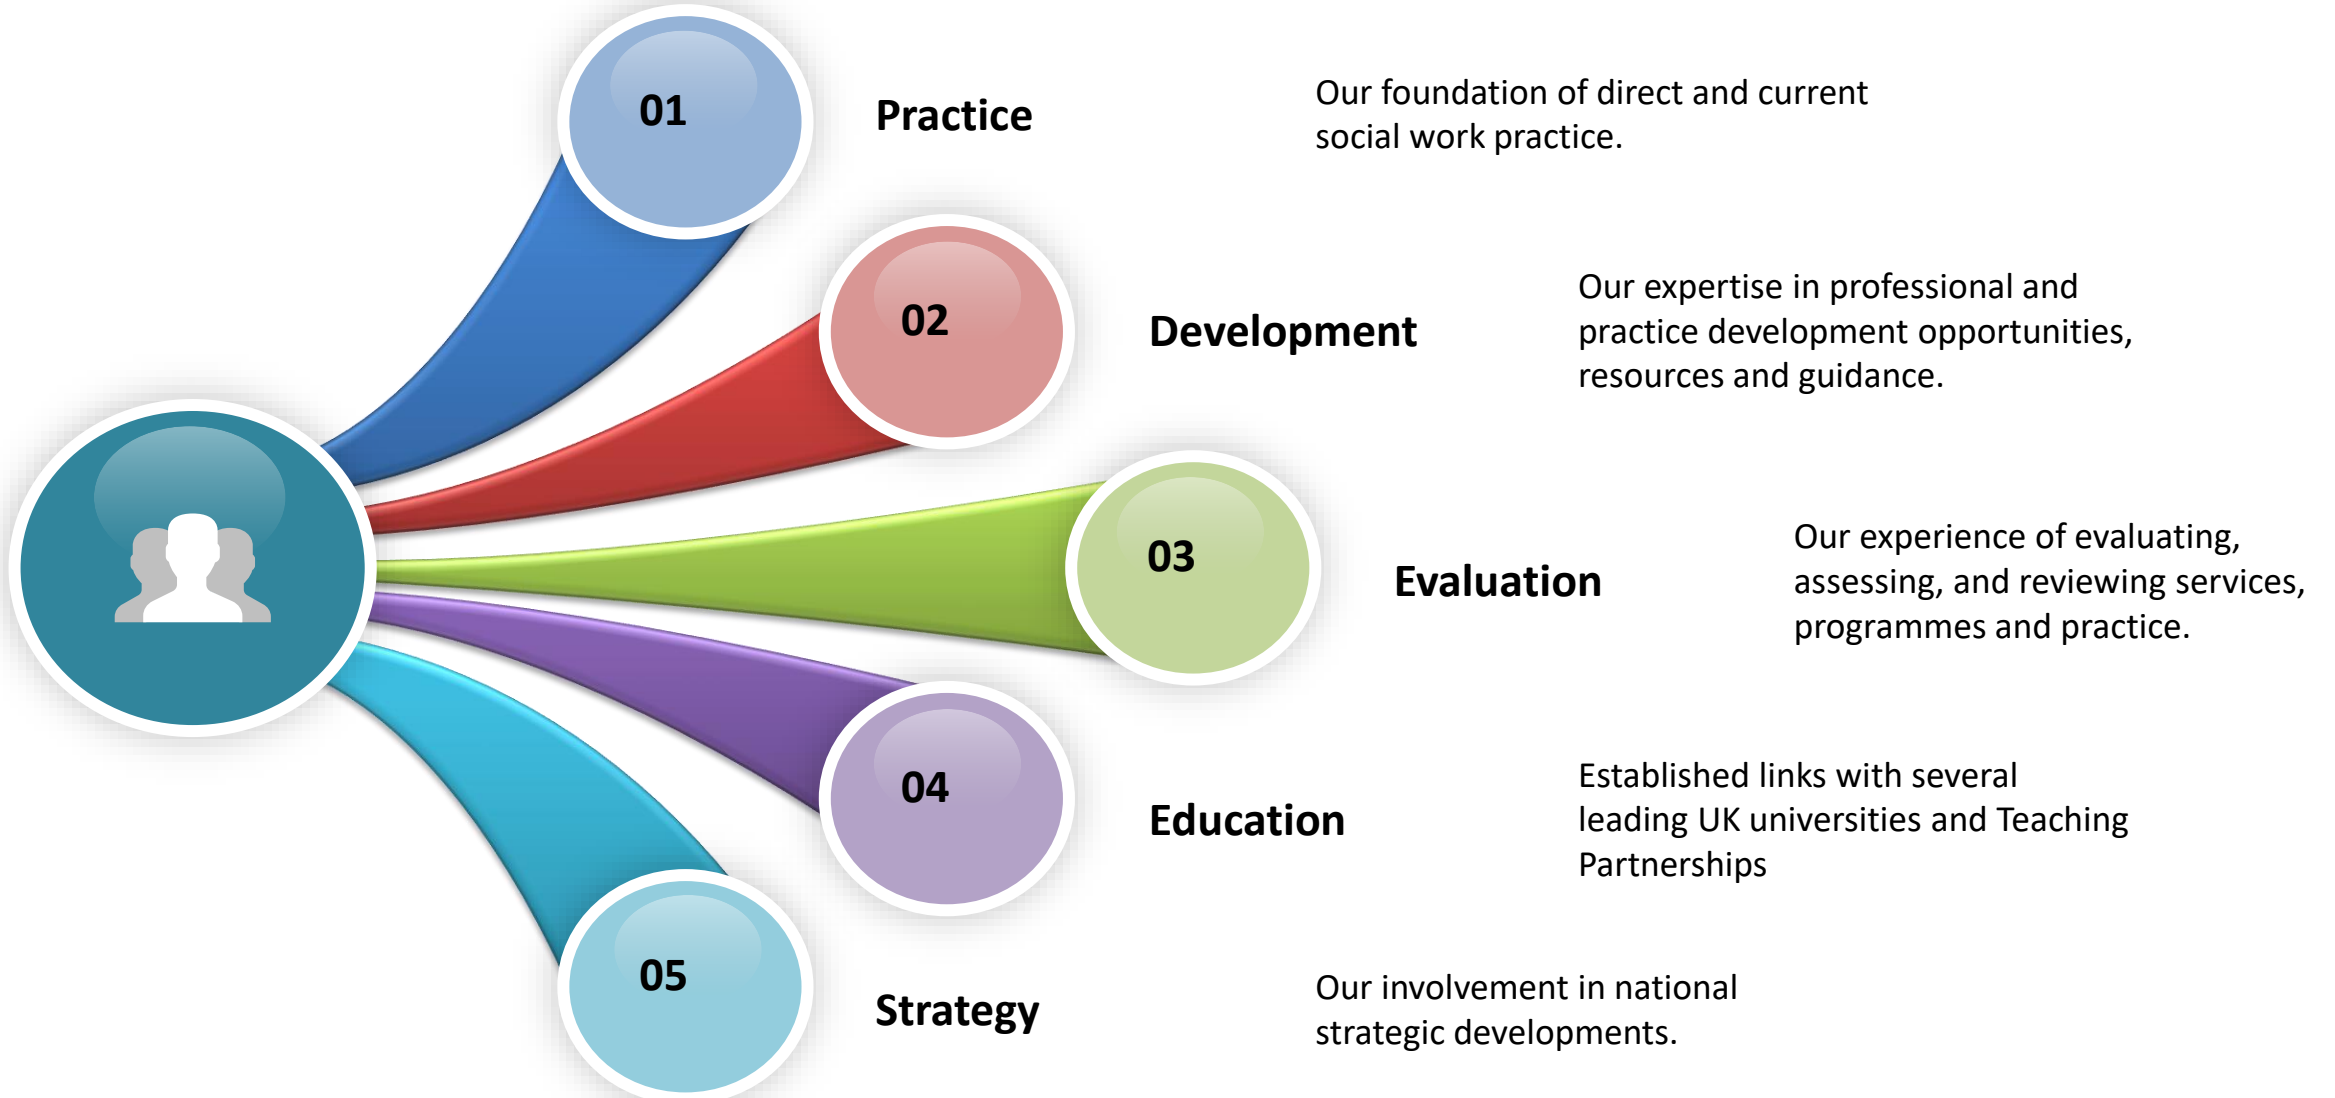 01
Practice
Our foundation of direct and current
social work practice.
02
Development
Our expertise in professional and
practice development opportunities,
resources and guidance.
03
Evaluation
Our experience of evaluating,
assessing, and reviewing services,
programmes and practice.
04
Education
Established links with several
leading UK universities and Teaching
Partnerships
05
Strategy
Our involvement in national
strategic developments.